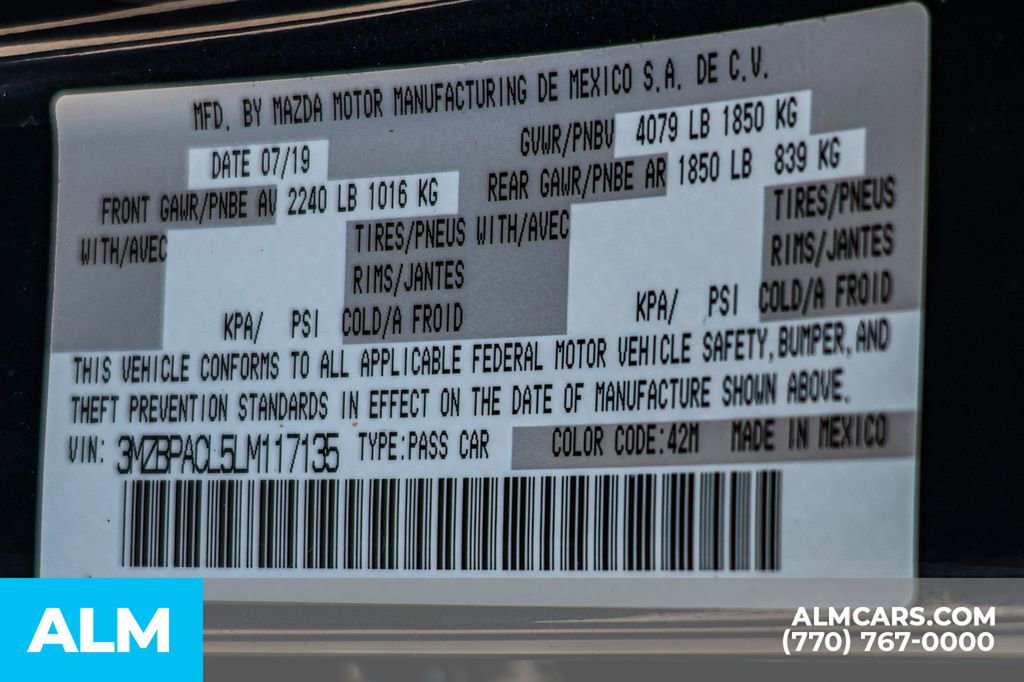 MFD. BY MAZDA MOTOR MANUFACTURING DE MEXICO S.A. DE C.V.
DATE 07/19 GVWR/PNBV 4079 LB 1850 KG
FRONT GAWR/PNBE AV 2240 LB 1016 KG REAR GAWR/PNBE AR 1850 LB 839 KG
WITH/AVEC TIRES/PNEUS WITH/AVEC TIRES/PNEUS
RIMS/JANTES RIMS/JANTES
KPA/ PSI COLD/A FROID KPA/ PSI COLD/A FROID
THIS VEHICLE CONFORMS TO ALL APPLICABLE FEDERAL MOTOR VEHICLE SAFETY, BUMPER, AND
THEFT PREVENTION STANDARDS IN EFFECT ON THE DATE OF MANUFACTURE SHOWN ABOVE.
VIN: 3MZBPACL5LM117135 TYPE:PASS CAR COLOR CODE:42M MADE IN MEXICO
ALM
ALMCARS.COM
(770) 767-0000